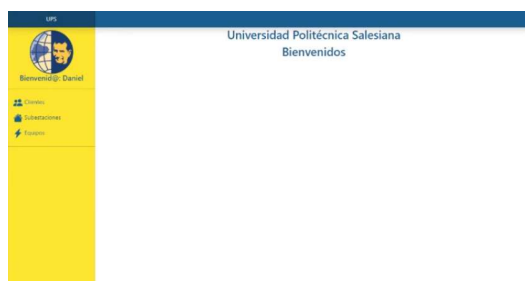 UPS
Universidad Politécnica Salesiana
Bienvenidos
Bienvenid@: Daniel
Clientes
Subestaciones
Equipos